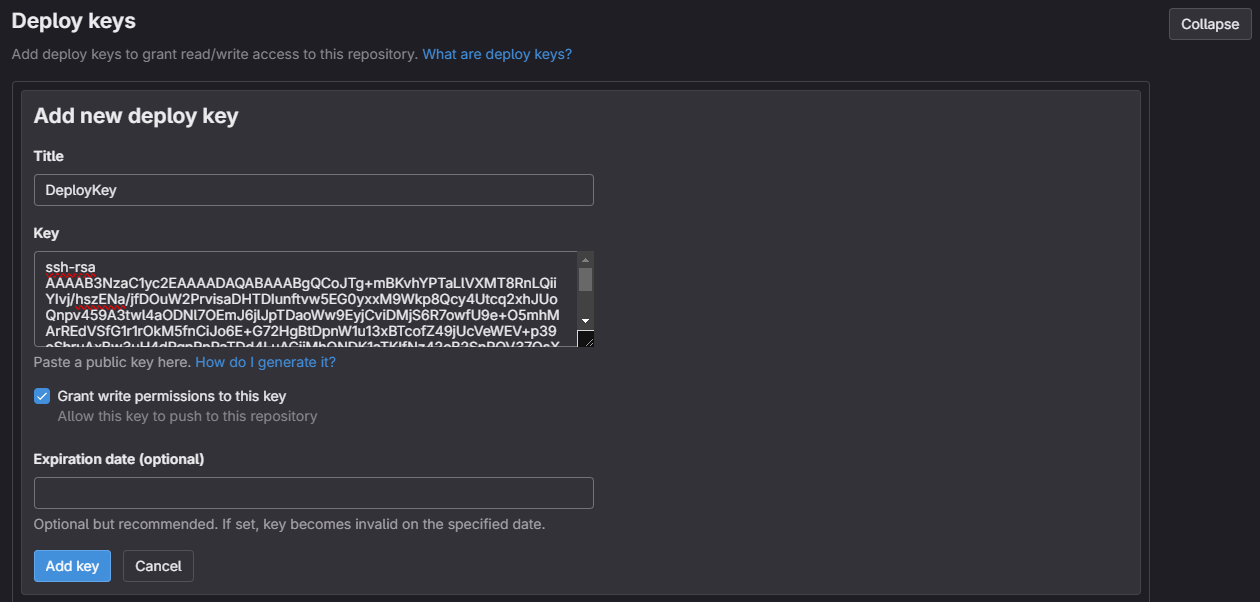 Deploy keys
Collapse
Add deploy keys to grant read/write access to this repository. What are deploy keys?
Add new deploy key
Title
DeployKey
Key
ssh-rsa
AAAAB3NzaC1yc2EAAAADAQABAAABgQCoJTg+mBKvhYPTaLlVXMT8RnLQii
YIvj/hszENa/jfDOuW2PrvisaDHTDIunftvw5EG0yxxM9Wkp8Qcy4Utcq2xhJUo
Qnpv459A3twl4aODNl7OEmJ6jlJpTDaoWw9EyjCviDMjS6R7owfU9e+O5mhM
ArREdVSfG1r1rOkM5fnCiJo6E+G72HgBtDpnW1u13xBTcofZ49jUcVeWEV+p39
Paste a public key here. How do I generate it?
Grant write permissions to this key
Allow this key to push to this repository
Expiration date (optional)
Optional but recommended. If set, key becomes invalid on the specified date.
Add key
Cancel